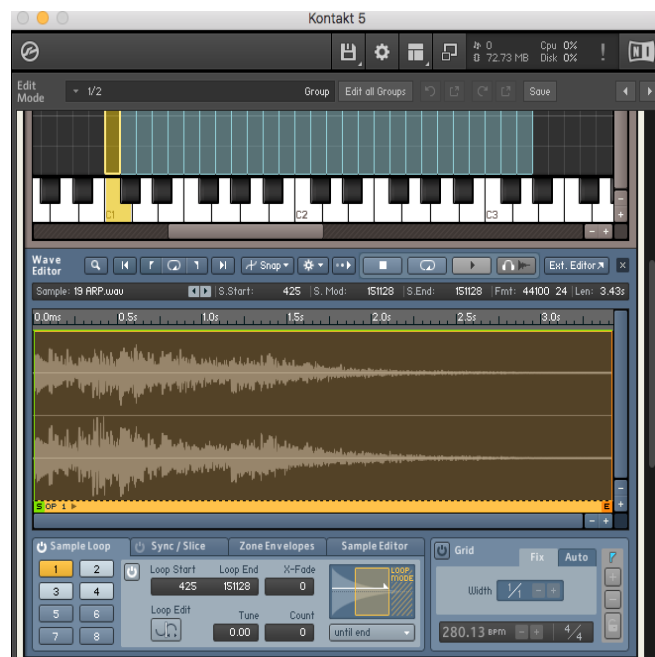 Kontakt 5
0 Cpu 0%
0 72.73 MB Disk 0% ! NI
Edit Mode 1/2 Group Edit all Groups Save
C1 C2 C3
- +
Wave Editor Snap Ext. Editor x
Sample: 19 ARP.wav S.Start: 425 S. Mod: 151128 S.End: 151128 Fmt: 44100 24 Len: 3.43s
0.0ms 0.5s 1.0s 1.5s 2.0s 2.5s 3.0s
S OP 1 E
- +
Sample Loop Sync / Slice Zone Envelopes Sample Editor Grid Fix Auto
1 2 Loop Start Loop End X-Fade LOOP MODE
3 4 425 151128 0 Width 1/1 - +
5 6 Loop Edit Tune Count
7 8 0.00 0 until end 280.13 BPM - + 4/4